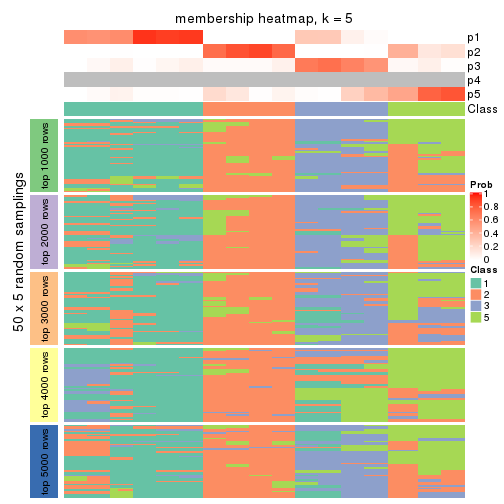 membership heatmap, k = 5
p1
p2
p3
p4
p5
Class
50 x 5 random samplings
top 1000 rows
top 2000 rows
top 3000 rows
top 4000 rows
top 5000 rows
Prob
1
0.8
0.6
0.4
0.2
0
Class
1
2
3
5